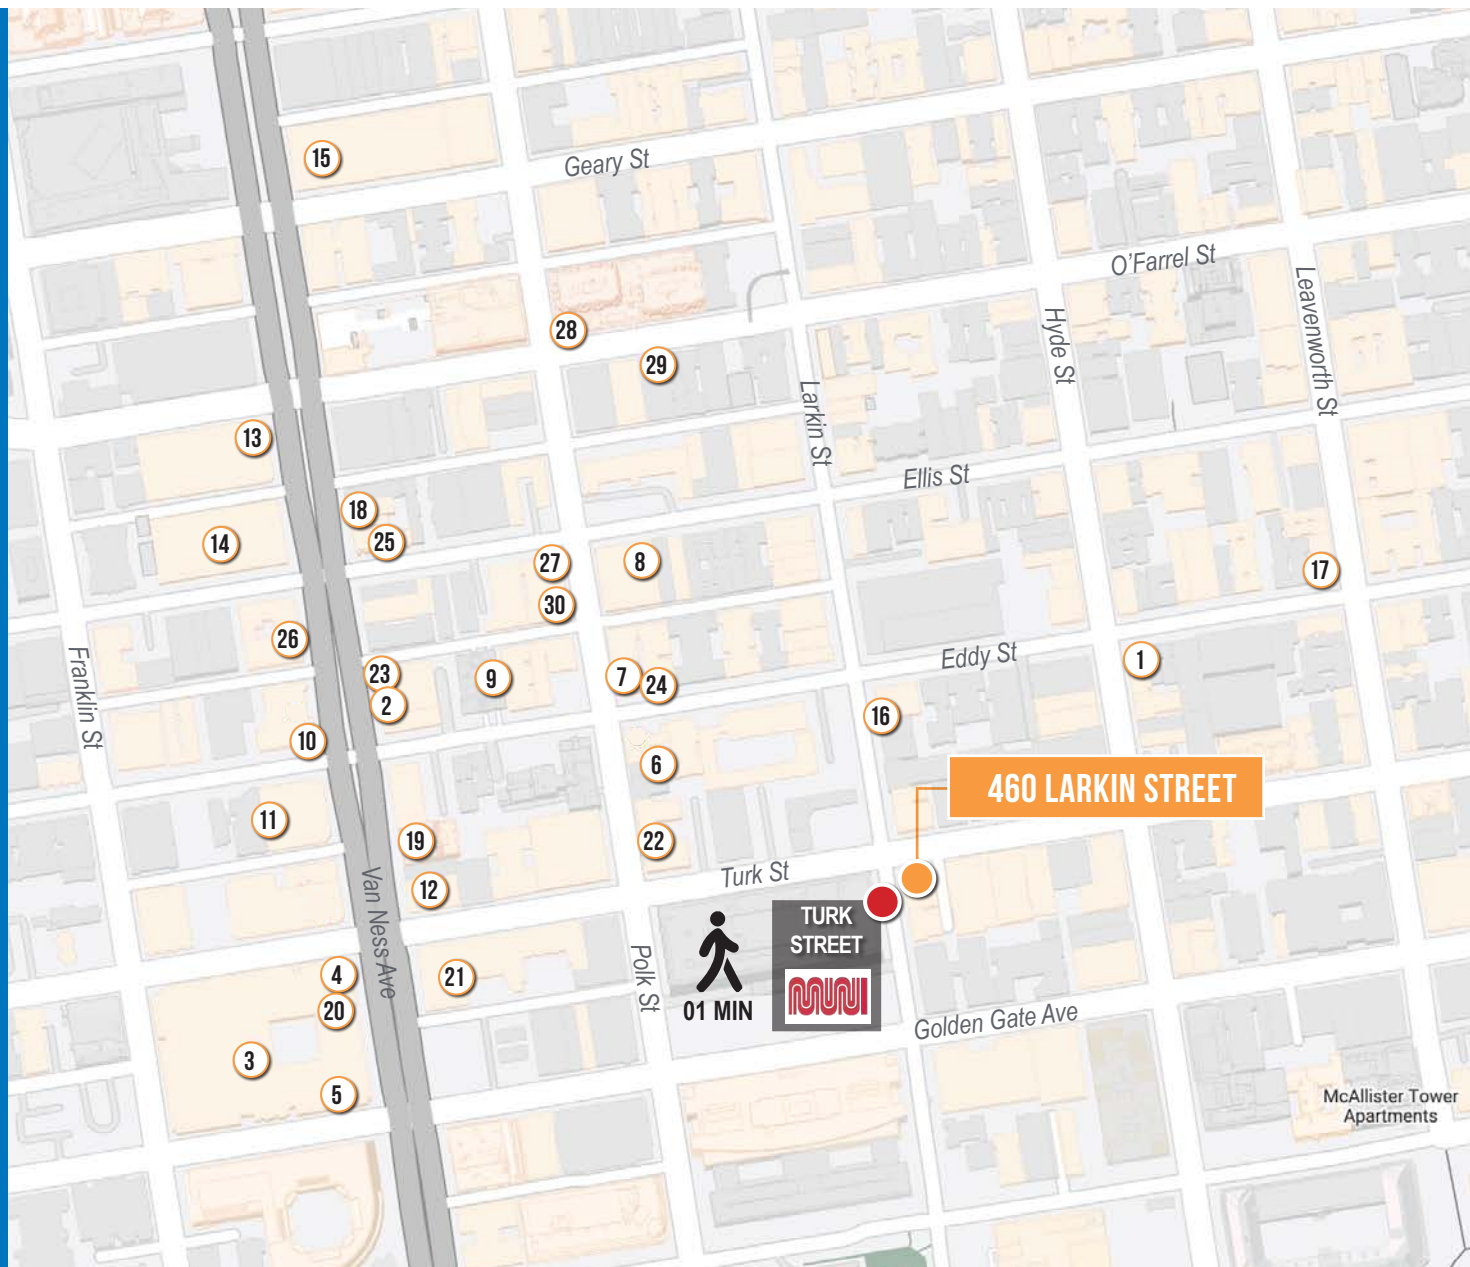 15
Geary St
O'Farrel St
28
29
Hyde St
Leavenworth St
Larkin St
13
Ellis St
18
25
14
27
8
30
17
26
23
2
9
7
24
Eddy St
1
Franklin St
10
16
6
460 LARKIN STREET
11
19
22
12
Turk St
Van Ness Ave
TURK
STREET
MUNI
01 MIN
4
20
21
Polk St
3
5
Golden Gate Ave
McAllister Tower
Apartments